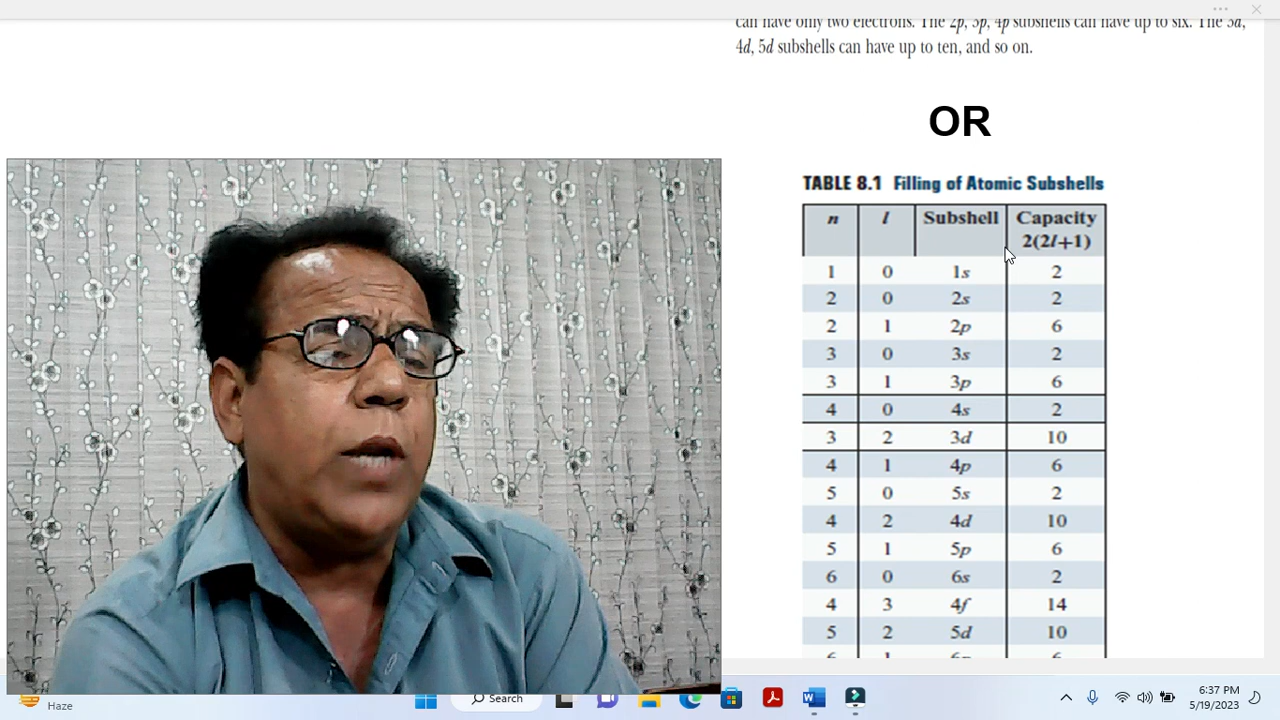 can have only two electrons. The 2p, 3p, 4p subshells can have up to six. The 3d,
4d, 5d subshells can have up to ten, and so on.
OR
TABLE 8.1 Filling of Atomic Subshells
n l Subshell Capacity
2(2l+1)
1 0 1s 2
2 0 2s 2
2 1 2p 6
3 0 3s 2
3 1 3p 6
4 0 4s 2
3 2 3d 10
4 1 4p 6
5 0 5s 2
4 2 4d 10
5 1 5p 6
6 0 6s 2
4 3 4f 14
5 2 5d 10
Haze
Search
6:37 PM
5/19/2023